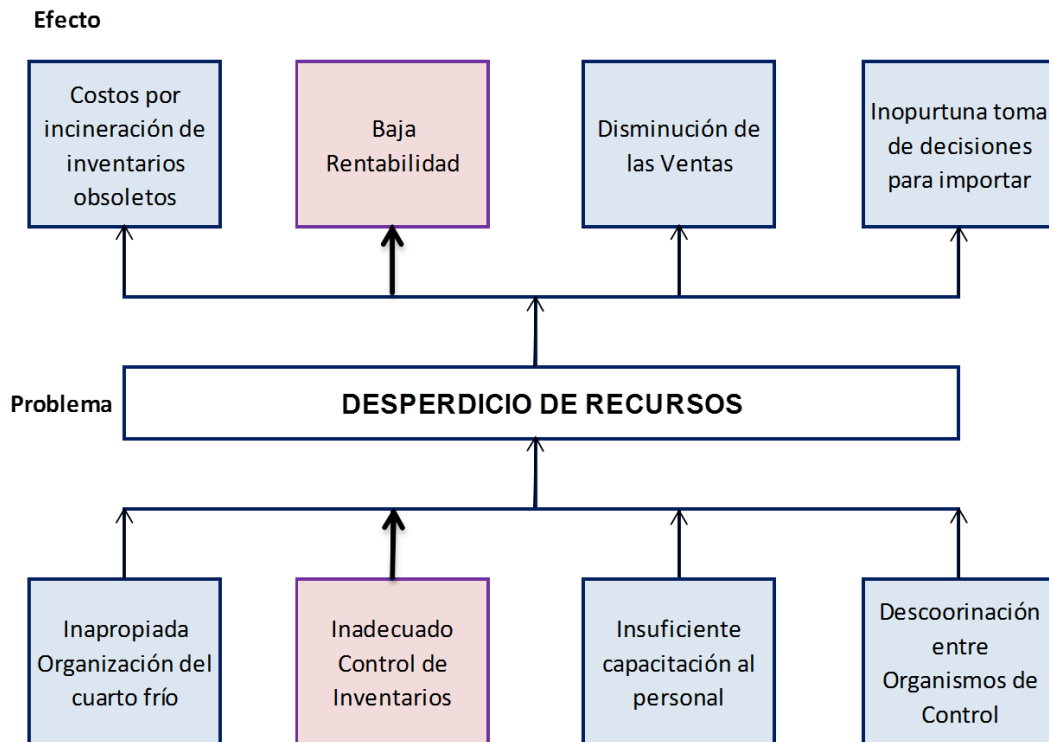 Efecto
Costos por
incineración de
inventarios
obsoletos
Baja
Rentabilidad
Disminución de
las Ventas
Inopurtuna toma
de decisiones
para importar
Problema
DESPERDICIO DE RECURSOS
Inapropiada
Organización del
cuarto frío
Inadecuado
Control de
Inventarios
Insuficiente
capacitación al
personal
Descoorinación
entre
Organismos de
Control